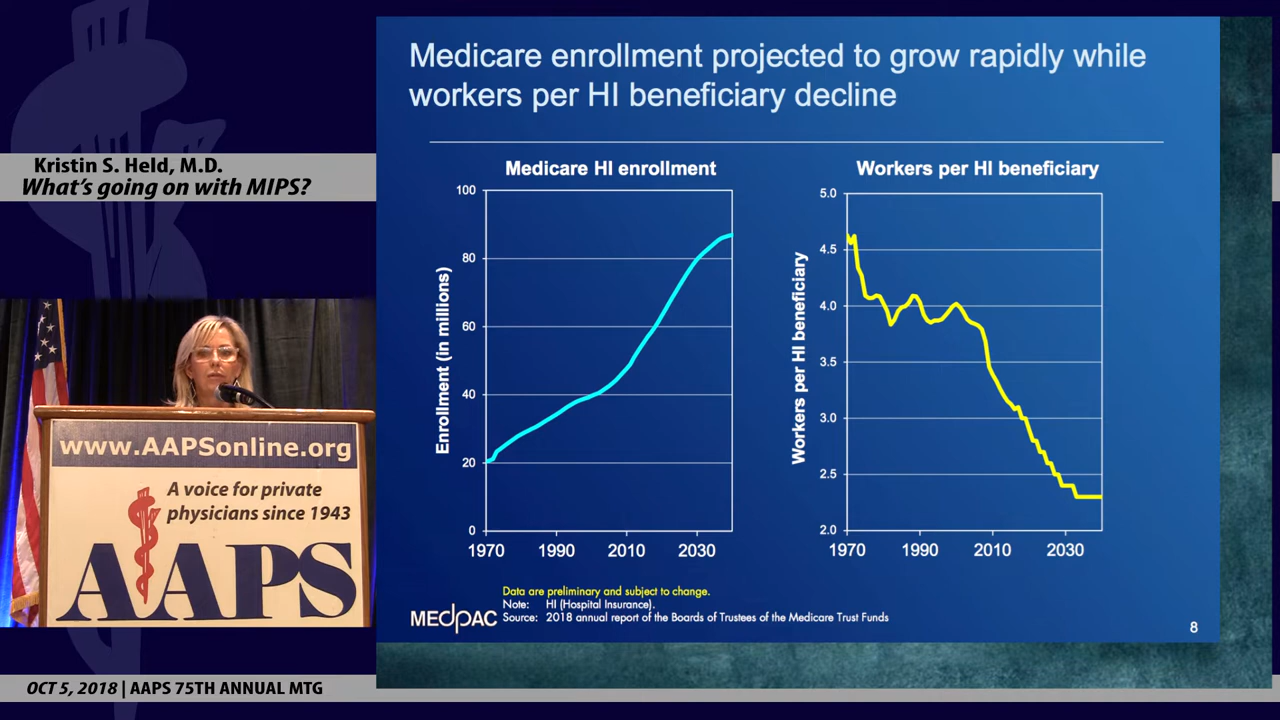 Kristin S. Held, M.D.
What's going on with MIPS?
www.AAPSonline.org
A voice for private
physicians since 1943
AAPS
OCT 5, 2018 | AAPS 75TH ANNUAL MTG
Medicare enrollment projected to grow rapidly while
workers per HI beneficiary decline
Medicare HI enrollment
Enrollment (in millions)
100
80
60
40
20
0
1970 1990 2010 2030
Workers per HI beneficiary
Workers per HI beneficiary
5.0
4.5
4.0
3.5
3.0
2.5
2.0
1970 1990 2010 2030
Data are preliminary and subject to change.
Note: HI (Hospital Insurance).
Source: 2018 annual report of the Boards of Trustees of the Medicare Trust Funds
MEDPAC
8